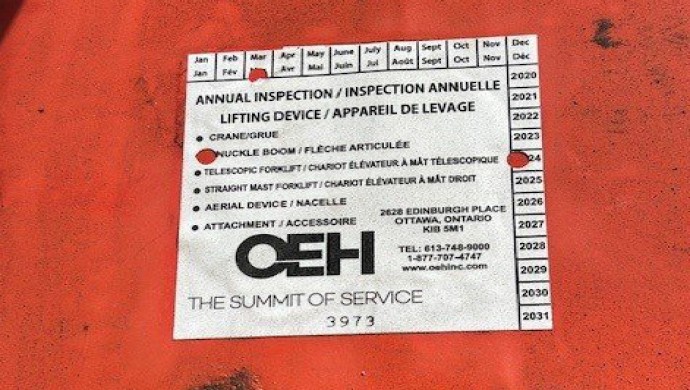 Jan Feb Mar Apr May June July Aug Sept Oct Nov Dec
Jan Fév Avr Mai Juin Jul Août Sept Oct Nov Déc
2020
ANNUAL INSPECTION / INSPECTION ANNUELLE
2021
LIFTING DEVICE / APPAREIL DE LEVAGE
2022
CRANE/GRUE
2023
NUCKLE BOOM / FLÈCHE ARTICULÉE
24
TELESCOPIC FORKLIFT / CHARIOT ÉLÉVATEUR À MÂT TÉLESCOPIQUE
2025
STRAIGHT MAST FORKLIFT / CHARIOT ÉLÉVATEUR À MÂT DROIT
2026
AERIAL DEVICE / NACELLE
2027
ATTACHMENT / ACCESSOIRE
2628 EDINBURGH PLACE
OTTAWA, ONTARIO
KIB 5M1
2028
OEH
TEL: 613-748-9000
1-877-707-4747
www.oehinc.com
2029
THE SUMMIT OF SERVICE
2030
3973
2031